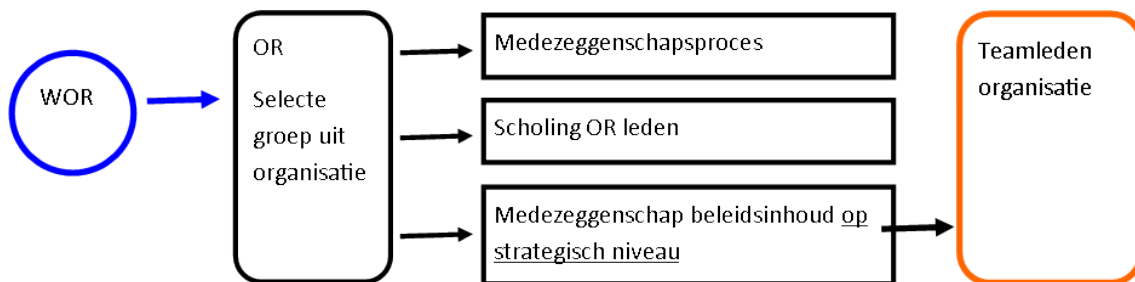 WOR
OR
Selecte
groep uit
organisatie
Medezeggenschapsproces
Scholing OR leden
Medezeggenschap beleidsinhoud op
strategisch niveau
Teamleden
organisatie